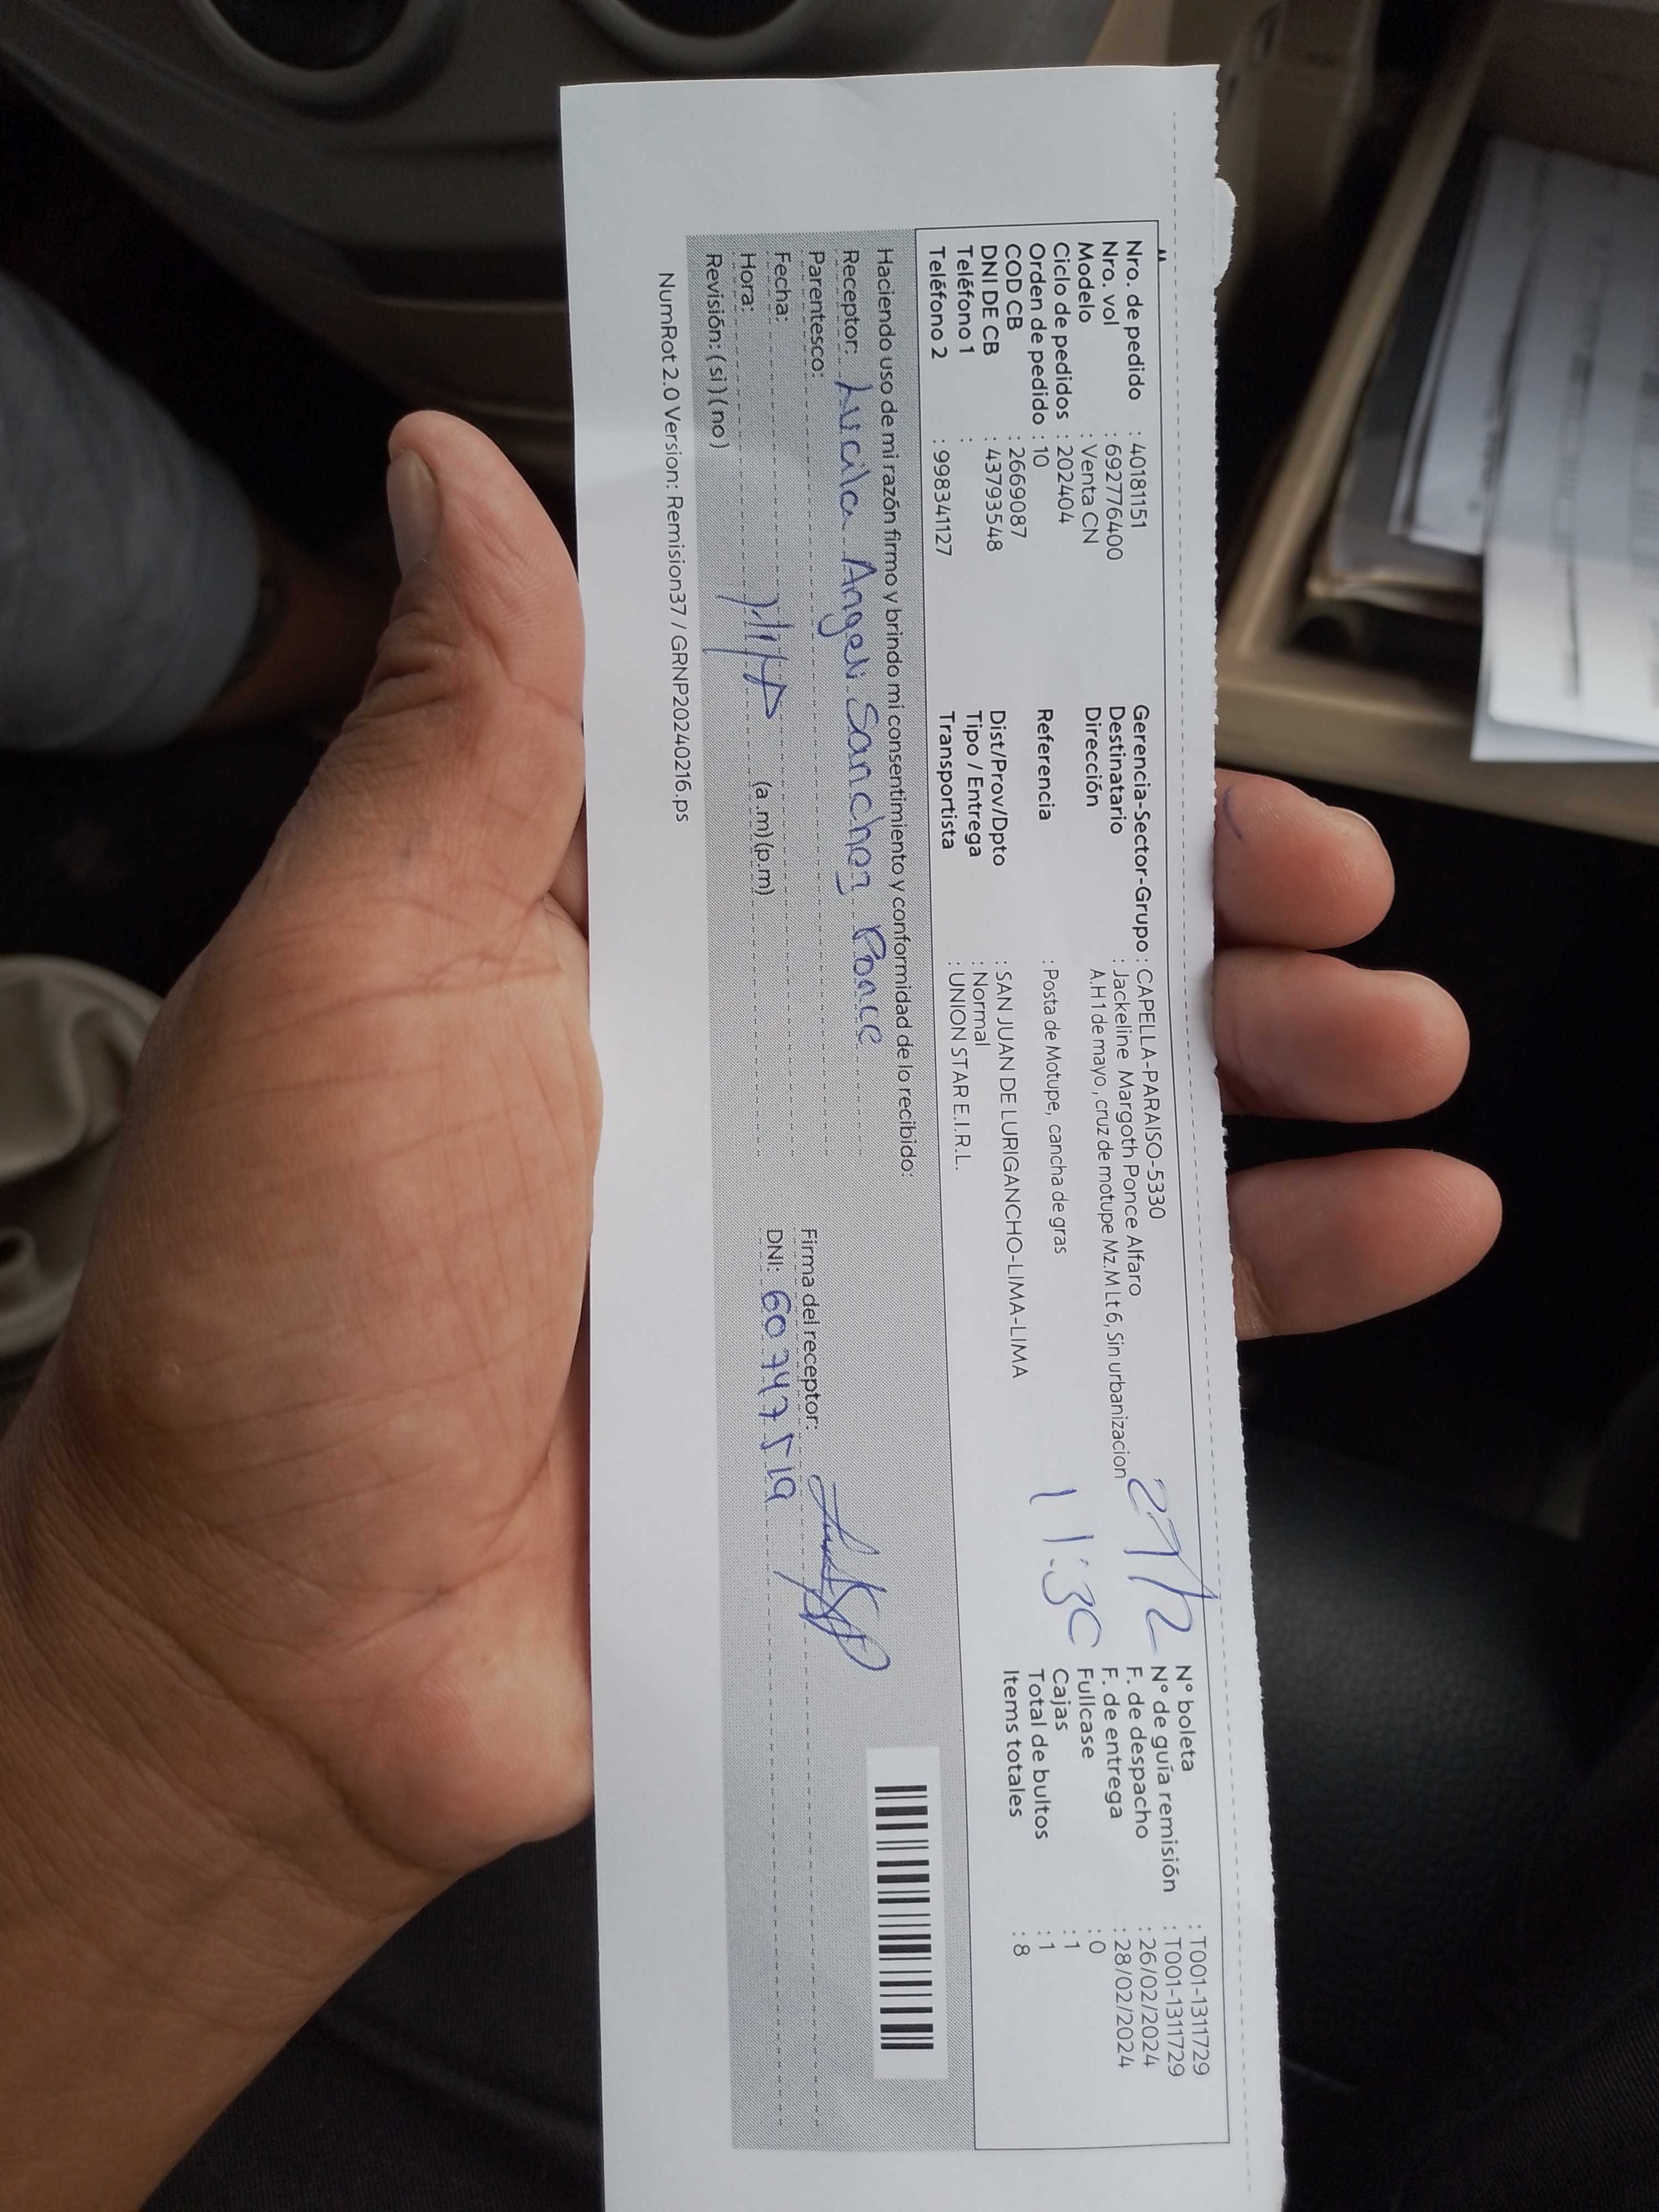 Nro. de pedido : 40181151
Nro. vol : 692776400
Modelo : Venta CN
Ciclo de pedidos : 202404
Orden de pedido : 10
COD CB : 2669087
DNI DE CB : 43793548
Teléfono 1 :
Teléfono 2 : 998341127
Gerencia-Sector-Grupo : CAPELLA-PARAISO-5330
Destinatario : Jackeline Margoth Ponce Alfaro
Dirección A.H 1 de mayo , cruz de motupe Mz.M Lt 6, Sin urbanizacion
Referencia : Posta de Motupe, cancha de gras
Dist/Prov/Dpto : SAN JUAN DE LURIGANCHO-LIMA-LIMA
Tipo / Entrega : Normal
Transportista : UNION STAR E.I.R.L.
27/2
11:30
N° boleta : T001-1311729
N° de guía remisión : T001-1311729
F. de despacho : 26/02/2024
F. de entrega : 28/02/2024
Fullcase : 0
Cajas : 1
Total de bultos : 1
Items totales : 8
Haciendo uso de mi razón firmo y brindo mi consentimiento y conformidad de lo recibido:
Receptor: Lucila Angeli Sanchez Ponce
Parentesco:
Fecha:
Hora: (a.m) (p.m)
Revisión: ( si ) ( no )
Firma del receptor:
DNI: 60747519
NumRot 2.0 Version: Remision37 / GRNP20240216.ps